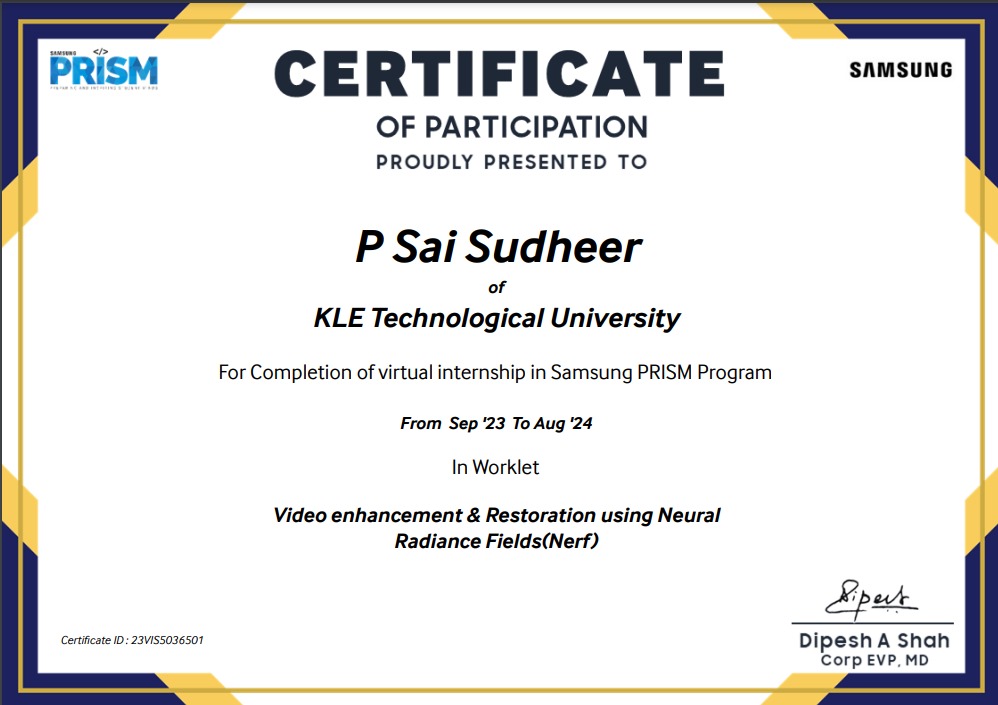 SAMSUNG </>
PRISM
SAMSUNG
CERTIFICATE
OF PARTICIPATION
PROUDLY PRESENTED TO
P Sai Sudheer
of
KLE Technological University
For Completion of virtual internship in Samsung PRISM Program
From Sep '23 To Aug '24
In Worklet
Video enhancement & Restoration using Neural
Radiance Fields(Nerf)
Certificate ID : 23VIS5036501
Dipesh A Shah
Corp EVP, MD